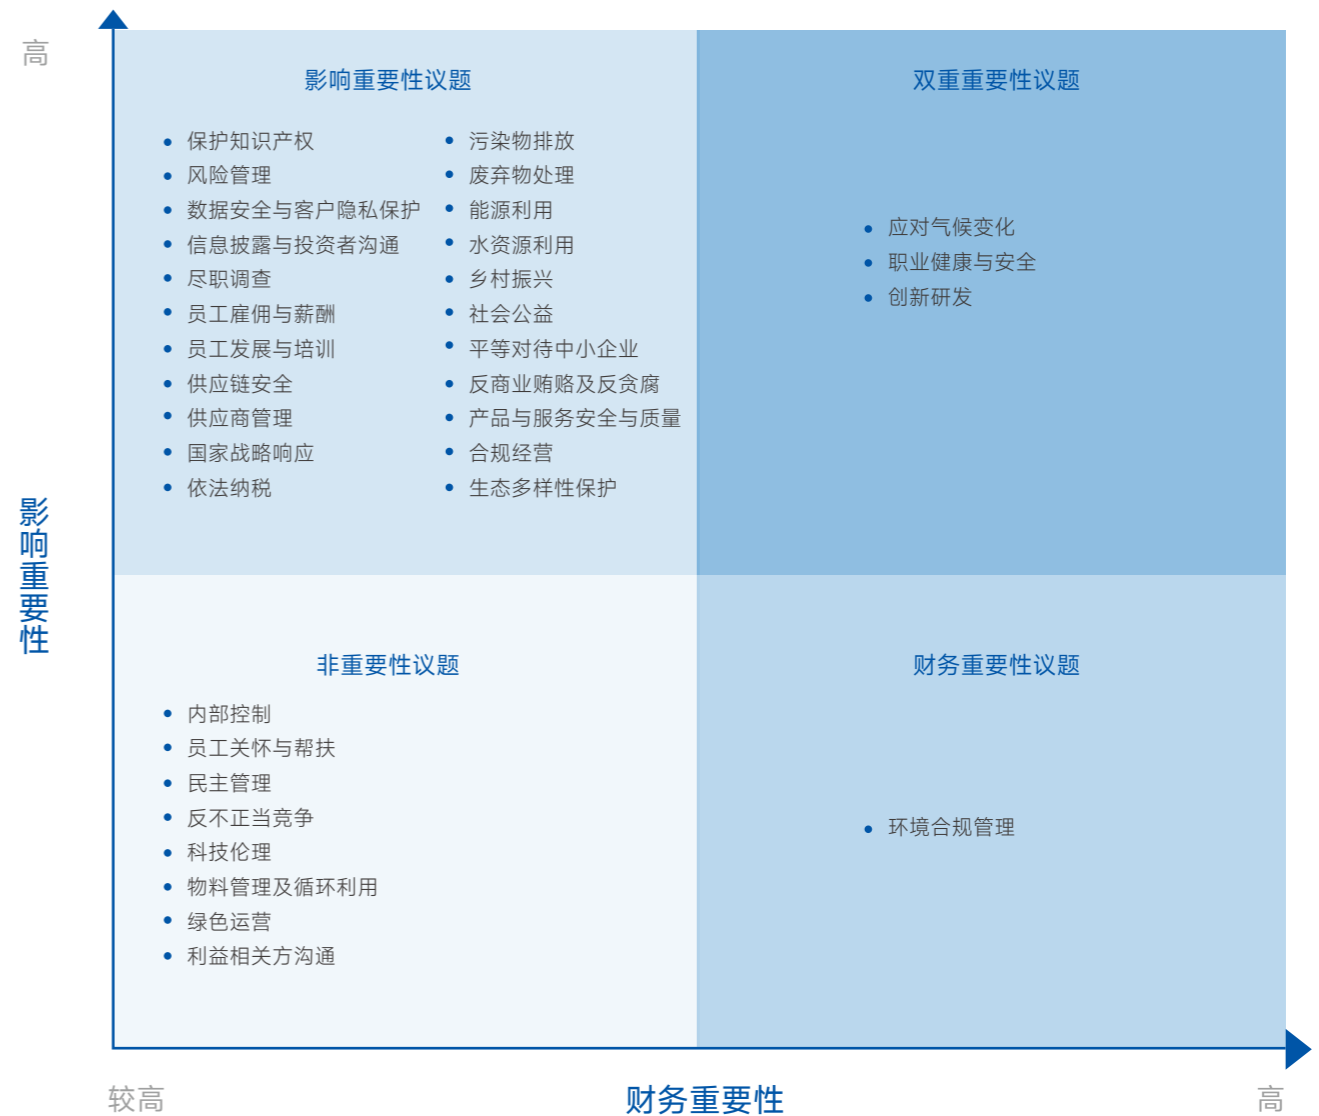 高
影响重要性议题
保护知识产权
风险管理
数据安全与客户隐私保护
信息披露与投资者沟通
尽职调查
员工雇佣与薪酬
员工发展与培训
供应链安全
供应商管理
国家战略响应
依法纳税
污染物排放
废弃物处理
能源利用
水资源利用
乡村振兴
社会公益
平等对待中小企业
反商业贿赂及反贪腐
产品与服务安全与质量
合规经营
生态多样性保护
双重重要性议题
应对气候变化
职业健康与安全
创新研发
影响重要性
非重要性议题
内部控制
员工关怀与帮扶
民主管理
反不正当竞争
科技伦理
物料管理及循环利用
绿色运营
利益相关方沟通
财务重要性议题
环境合规管理
较高
财务重要性
高